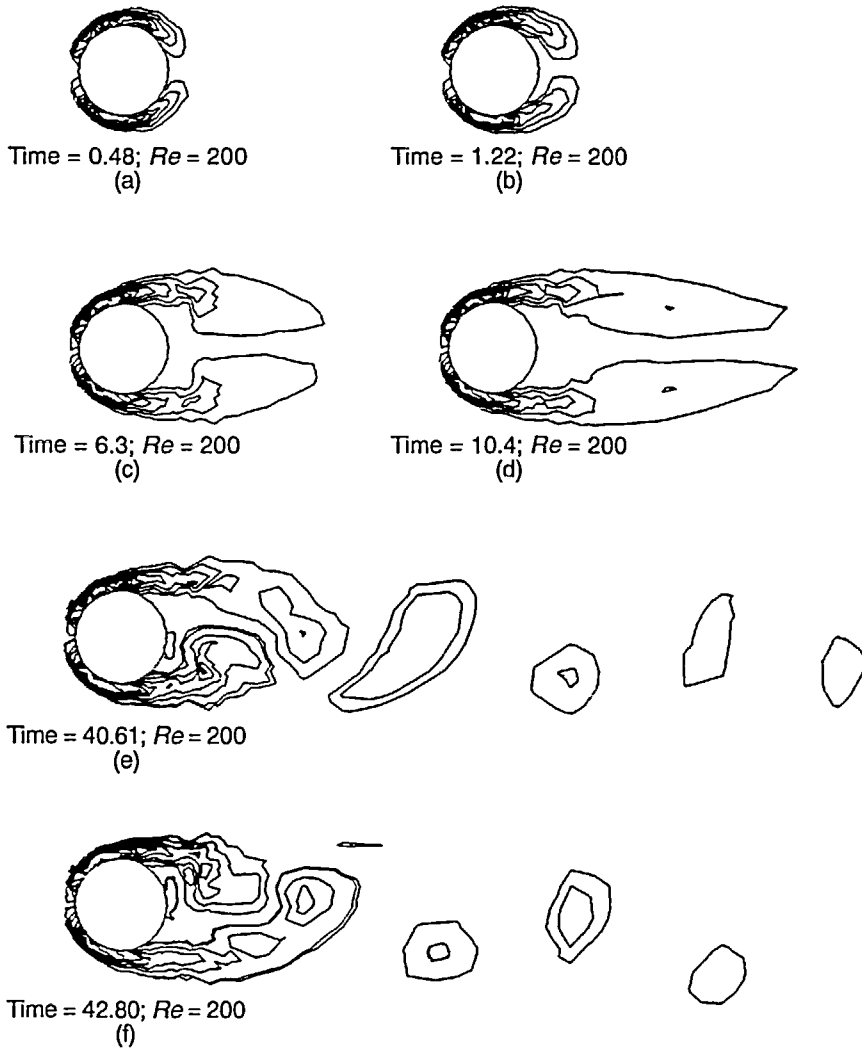 Time = 0.48; Re = 200
(a)
Time = 1.22; Re = 200
(b)
Time = 6.3; Re = 200
(c)
Time = 10.4; Re = 200
(d)
Time = 40.61; Re = 200
(e)
Time = 42.80; Re = 200
(f)